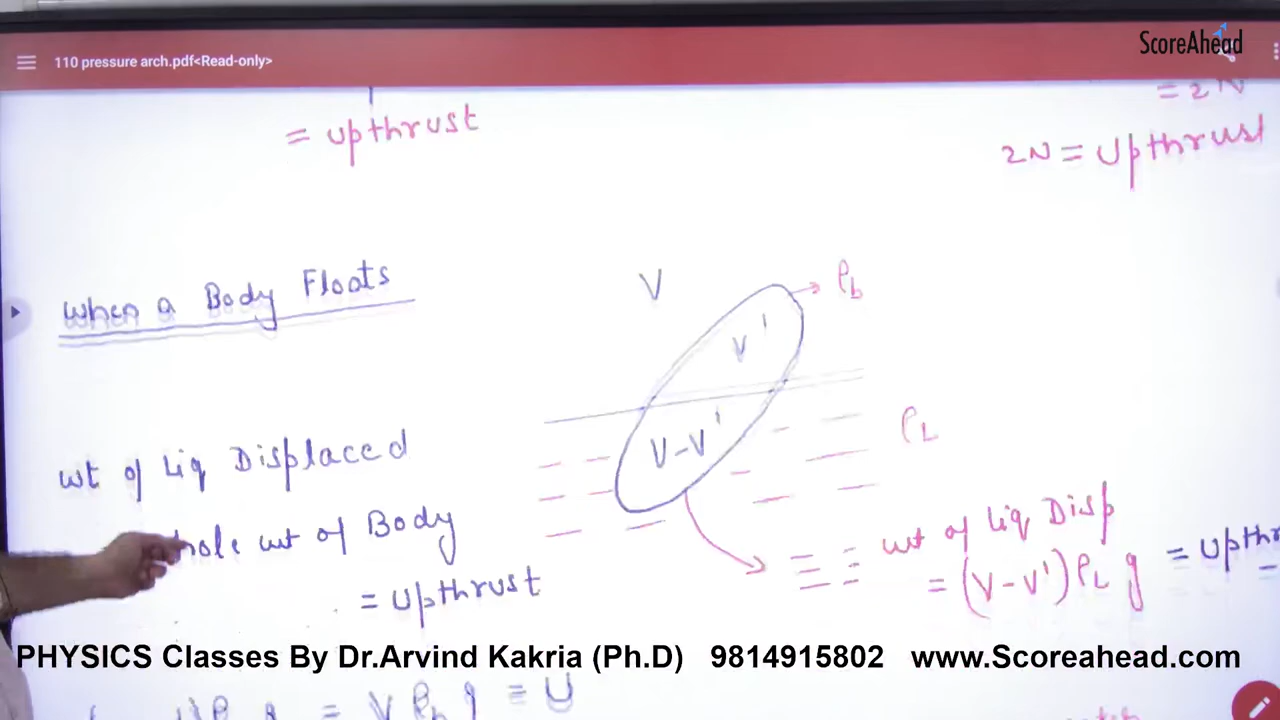 ScoreAhead
110 pressure arch.pdf<Read-only>
= 2N
= upthrust
2N = Upthrust
When a Body Floats
V
ρb
V'
V-V'
ρL
wt of Liq Displaced
wt of Body
= upthrust
wt of Liq Disp
= (V-V')ρL g = Upthr
PHYSICS Classes By Dr.Arvind Kakria (Ph.D) 9814915802 www.Scoreahead.com
= V ρb g = U